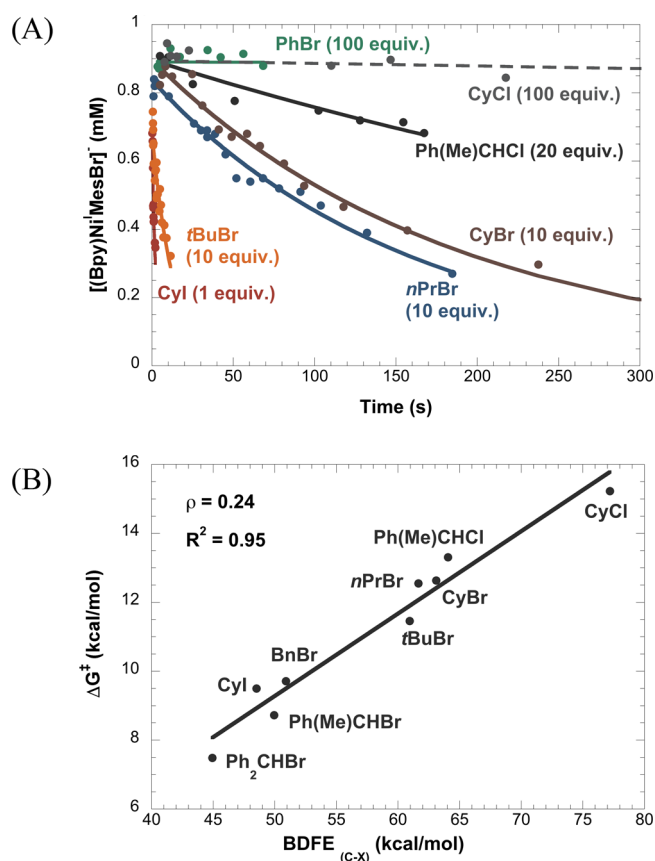 (A)
[(Bpy)NiᴵMesBr]⁻ (mM)
1
0.8
0.6
0.4
0.2
0
PhBr (100 equiv.)
CyCl
(100 equiv.)
Ph(Me)CHCl (20 equiv.)
tBuBr
(10 equiv.)
CyI (1 equiv.)
CyBr (10 equiv.)
nPrBr
(10 equiv.)
0 50 100 150 200 250 300
Time (s)
(B)
ΔG‡ (kcal/mol)
16
14
12
10
8
6
ρ = 0.24
R² = 0.95
CyCl
Ph(Me)CHCl
nPrBr
CyBr
tBuBr
BnBr
CyI
Ph(Me)CHBr
Ph₂CHBr
40 45 50 55 60 65 70 75 80
BDFE (C-X) (kcal/mol)